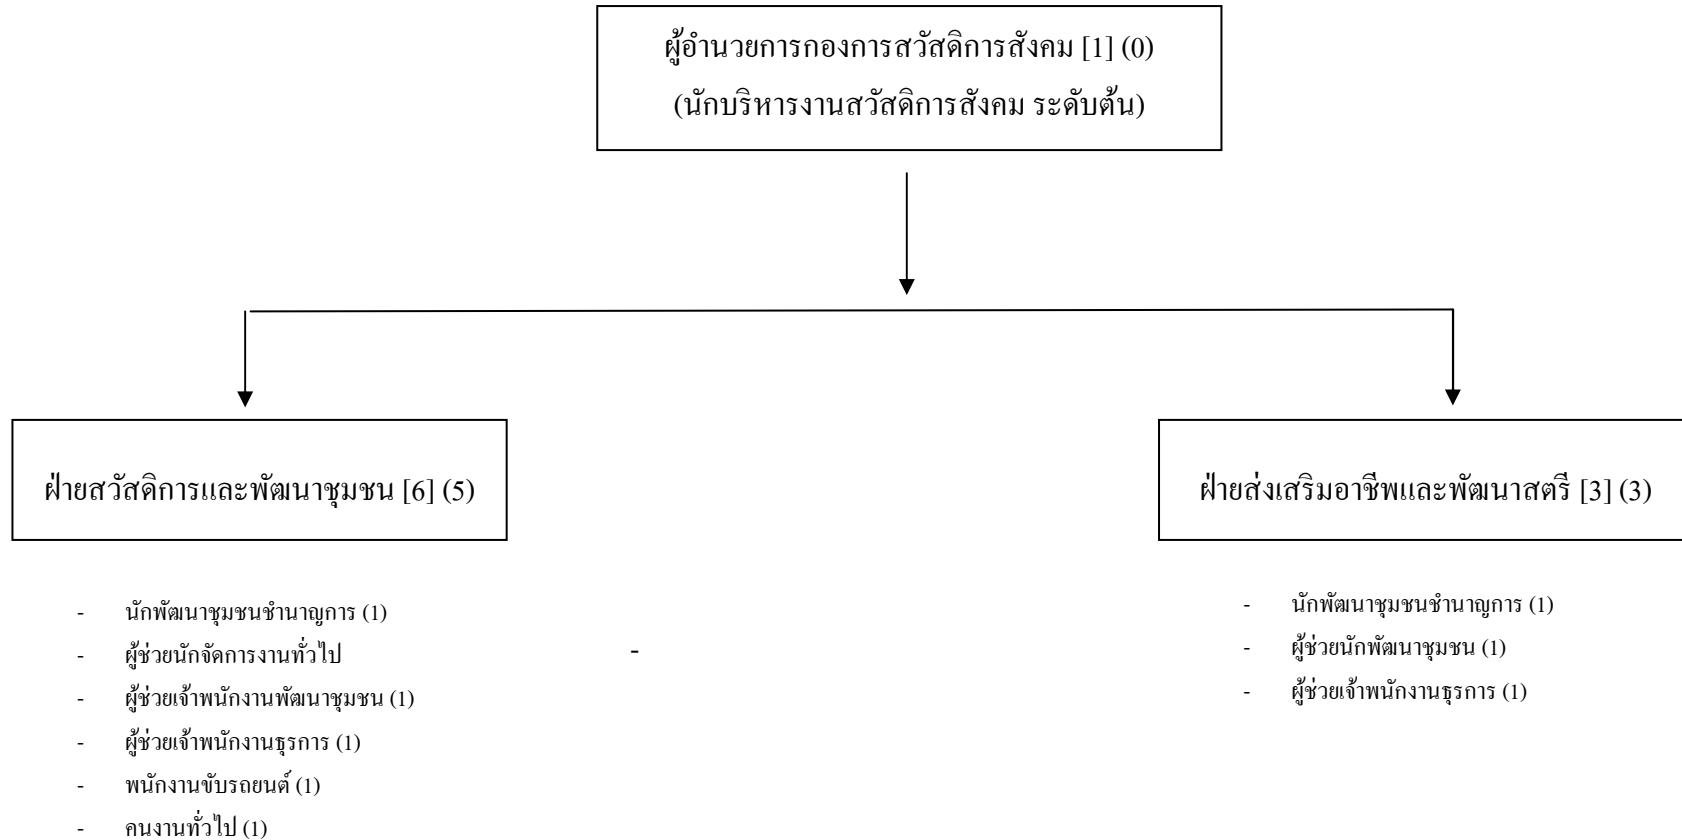 ผู้อำนวยการกองการสวัสดิการสังคม [1] (0)
(นักบริหารงานสวัสดิการสังคม ระดับต้น)
ฝ่ายสวัสดิการและพัฒนาชุมชน [6] (5)
- นักพัฒนาชุมชนชำนาญการ (1)
- ผู้ช่วยนักจัดการงานทั่วไป
- ผู้ช่วยเจ้าพนักงานพัฒนาชุมชน (1)
- ผู้ช่วยเจ้าพนักงานธุรการ (1)
- พนักงานขับรถยนต์ (1)
- คนงานทั่วไป (1)
-
ฝ่ายส่งเสริมอาชีพและพัฒนาสตรี [3] (3)
- นักพัฒนาชุมชนชำนาญการ (1)
- ผู้ช่วยนักพัฒนาชุมชน (1)
- ผู้ช่วยเจ้าพนักงานธุรการ (1)